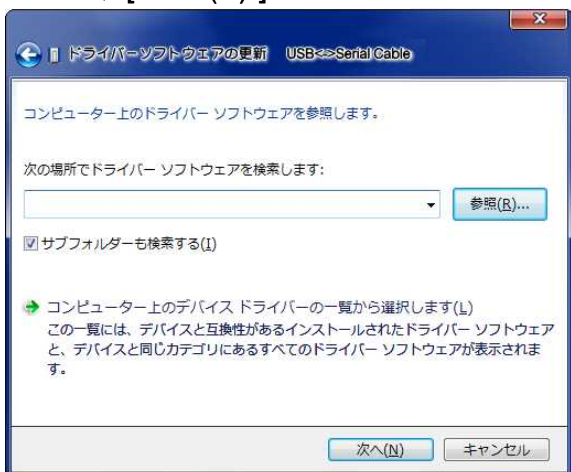 ドライバーソフトウェアの更新 USB<=>Serial Cable
コンピューター上のドライバー ソフトウェアを参照します。
次の場所でドライバー ソフトウェアを検索します:
参照(R)...
サブフォルダーも検索する(I)
コンピューター上のデバイス ドライバーの一覧から選択します(L)
この一覧には、デバイスと互換性があるインストールされたドライバー ソフトウェア
と、デバイスと同じカテゴリにあるすべてのドライバー ソフトウェアが表示されま
す。
次へ(N) キャンセル